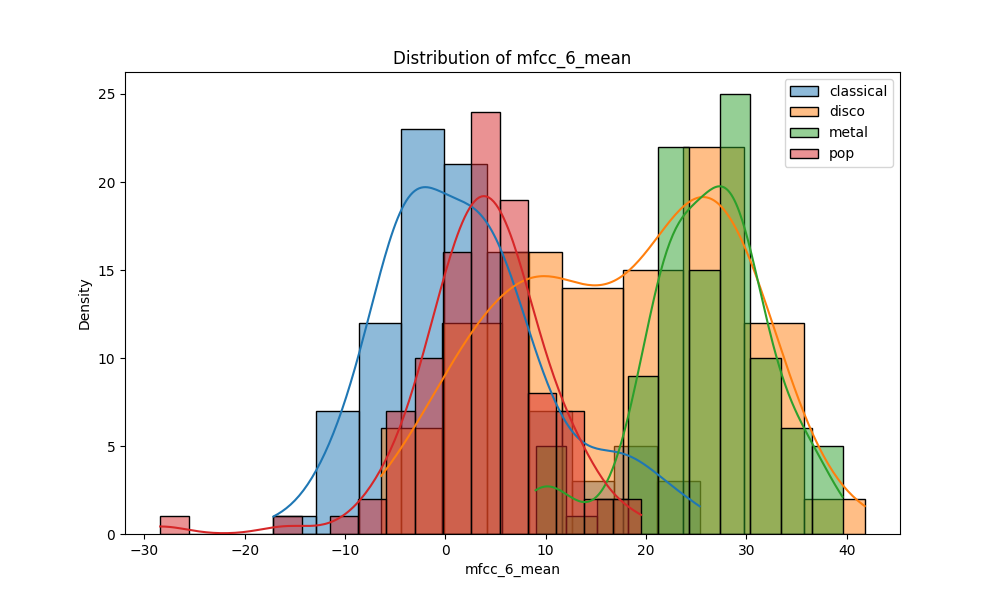 Distribution of mfcc_6_mean
classical
disco
metal
pop
Density
25
20
15
10
5
0
−30
−20
−10
0
10
20
30
40
mfcc_6_mean